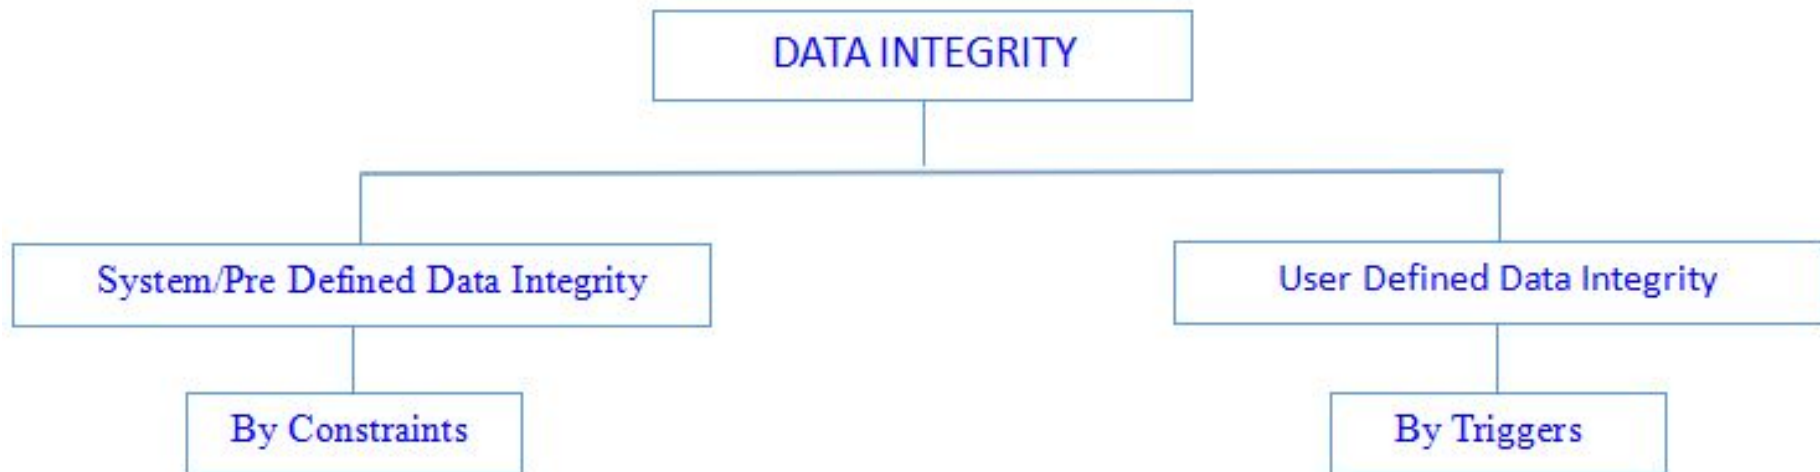 DATA INTEGRITY
System/Pre Defined Data Integrity
User Defined Data Integrity
By Constraints
By Triggers